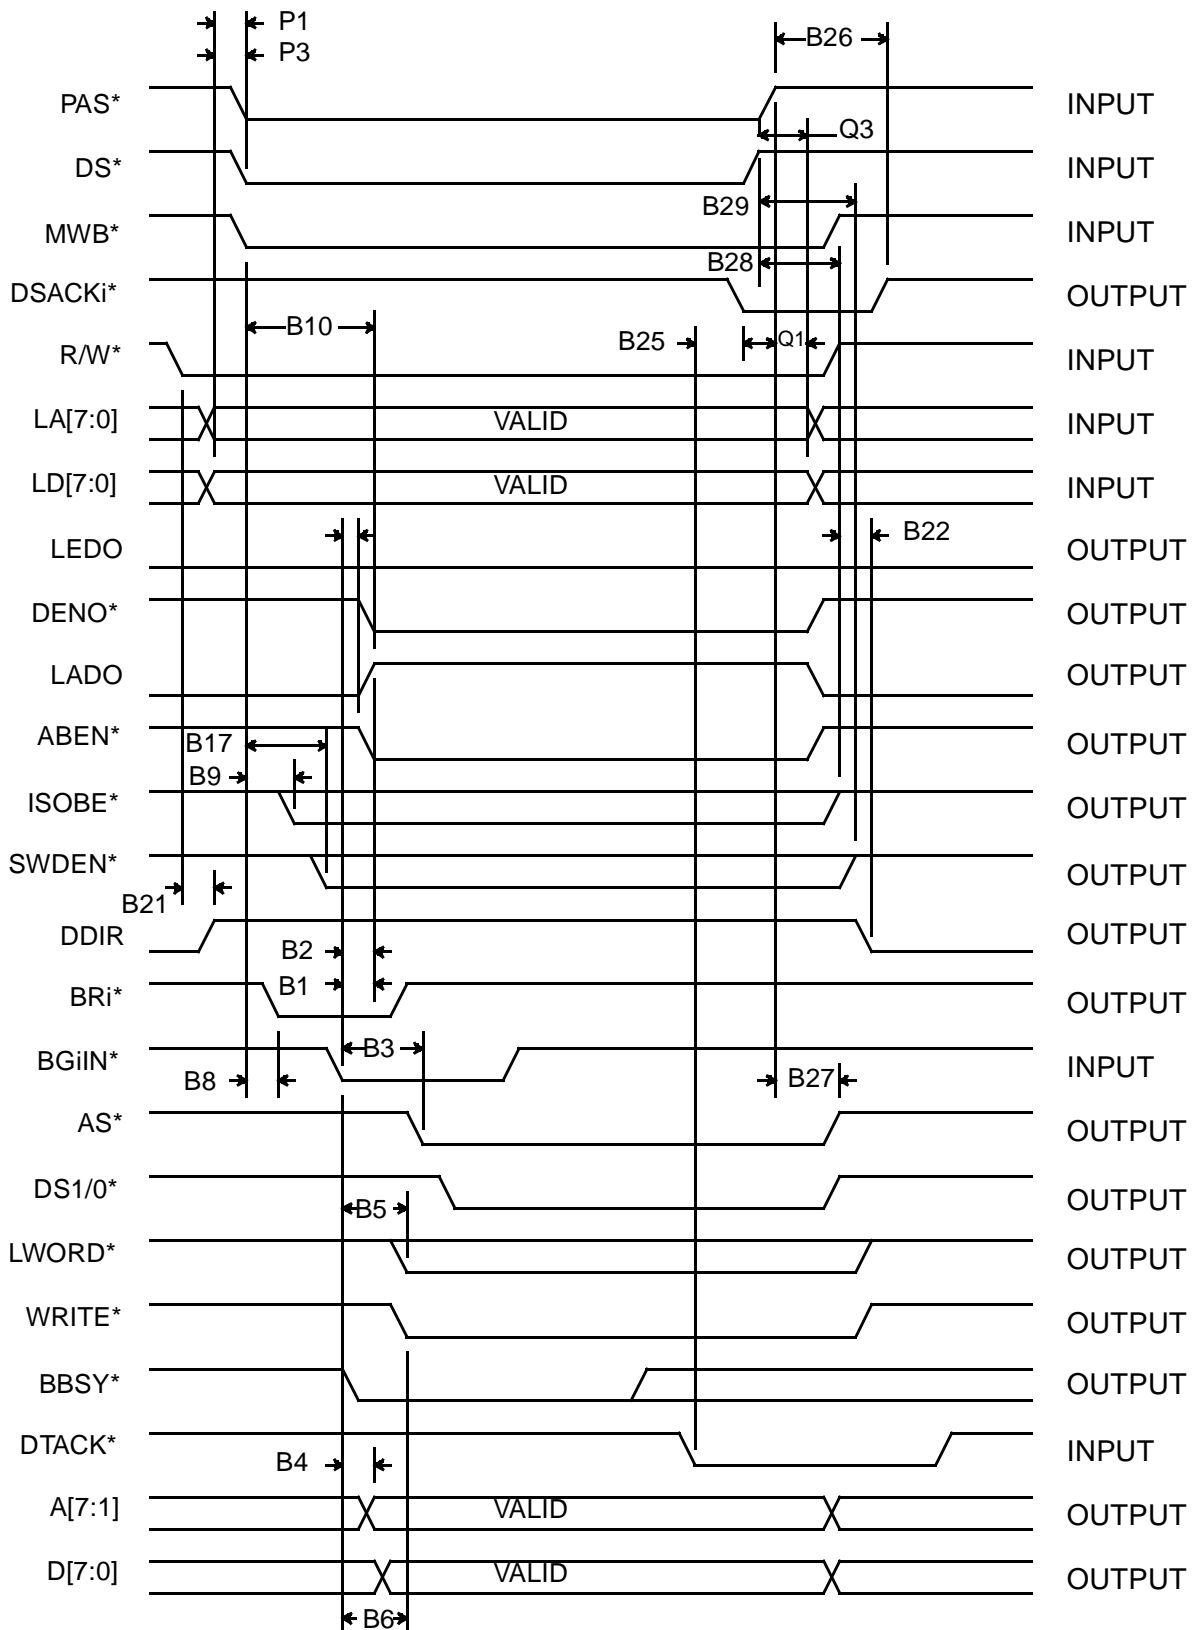 P1
P3
B26
PAS* INPUT
Q3
DS* INPUT
B29
MWB* INPUT
B28
DSACKi* OUTPUT
B10
B25 Q1
R/W* INPUT
LA[7:0] VALID INPUT
LD[7:0] VALID INPUT
B22
LEDO OUTPUT
DENO* OUTPUT
LADO OUTPUT
ABEN* OUTPUT
B17
B9
ISOBE* OUTPUT
SWDEN* OUTPUT
B21
DDIR OUTPUT
B2
B1
BRi* OUTPUT
B3
BGiIN* INPUT
B8 B27
AS* OUTPUT
DS1/0* OUTPUT
B5
LWORD* OUTPUT
WRITE* OUTPUT
BBSY* OUTPUT
DTACK* INPUT
B4
A[7:1] VALID OUTPUT
D[7:0] VALID OUTPUT
B6